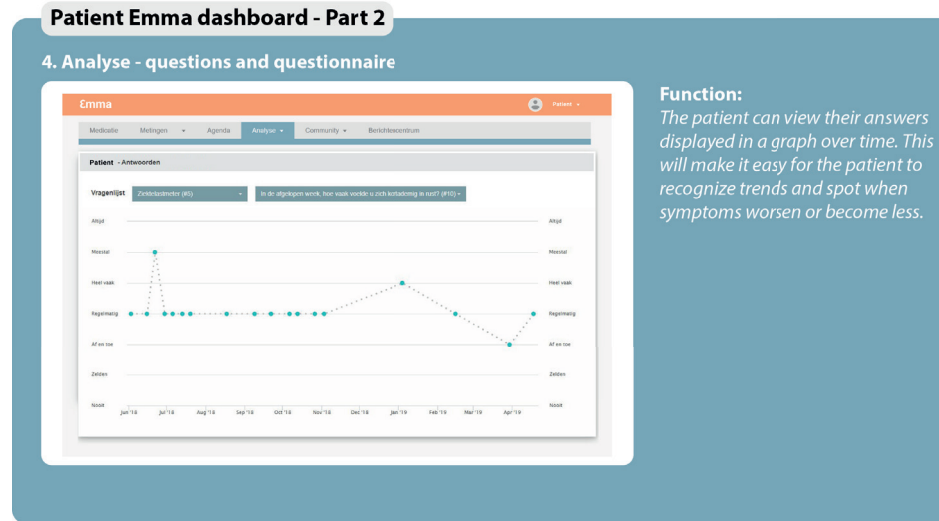 Patient Emma dashboard - Part 2
4. Analyse - questions and questionnaire
Emma
Patient
Medicatie Metingen Agenda Analyse Community Berichtencentrum
Patient - Antwoorden
Vragenlijst Ziektelastmeter (#5) In de afgelopen week, hoe vaak voelde u zich kortademig in rust? (#10)
Altijd Altijd
Meestal Meestal
Heel vaak Heel vaak
Regelmatig Regelmatig
Af en toe Af en toe
Zelden Zelden
Nooit Nooit
Jun '18 Jul '18 Aug '18 Sep '18 Oct '18 Nov '18 Dec '18 Jan '19 Feb '19 Mar '19 Apr '19
Function:
The patient can view their answers
displayed in a graph over time. This
will make it easy for the patient to
recognize trends and spot when
symptoms worsen or become less.